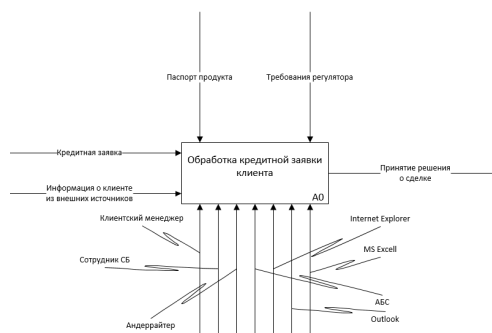 Паспорт продукта
Требования регулятора
Кредитная заявка
Обработка кредитной заявки
клиента
A0
Принятие решения
о сделке
Информация о клиенте
из внешних источников
Клиентский менеджер
Internet Explorer
Сотрудник СБ
MS Excell
Андеррайтер
АБС
Outlook